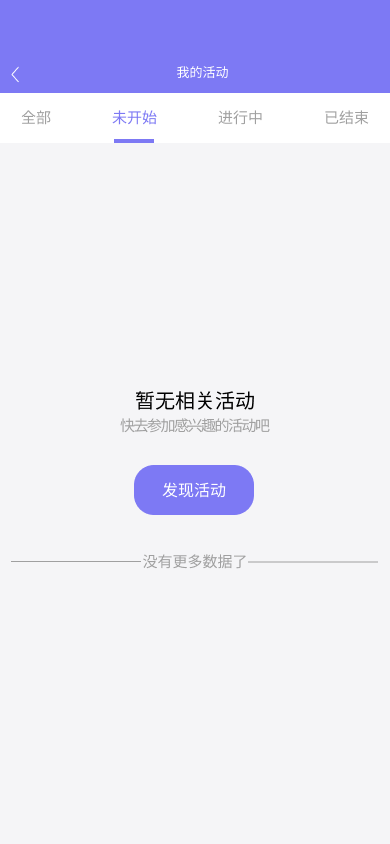 我的活动
全部 未开始 进行中 已结束
暂无相关活动
快去参加感兴趣的活动吧
发现活动
没有更多数据了